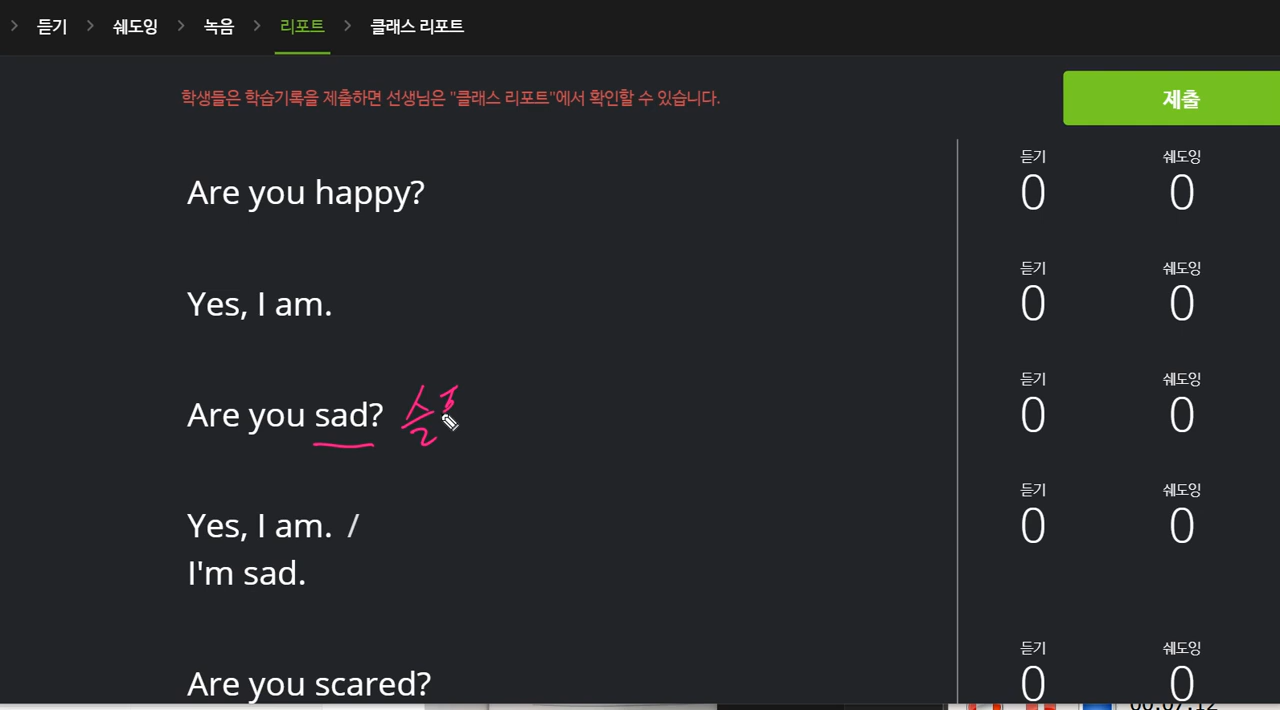 > 듣기 > 쉐도잉 > 녹음 > 리포트 > 클래스 리포트
학생들은 학습기록을 제출하면 선생님은 "클래스 리포트"에서 확인할 수 있습니다.
제출
듣기 쉐도잉
Are you happy? 0 0
듣기 쉐도잉
Yes, I am. 0 0
듣기 쉐도잉
Are you sad? 0 0
듣기 쉐도잉
Yes, I am. / 0 0
I'm sad.
듣기 쉐도잉
Are you scared? 0 0